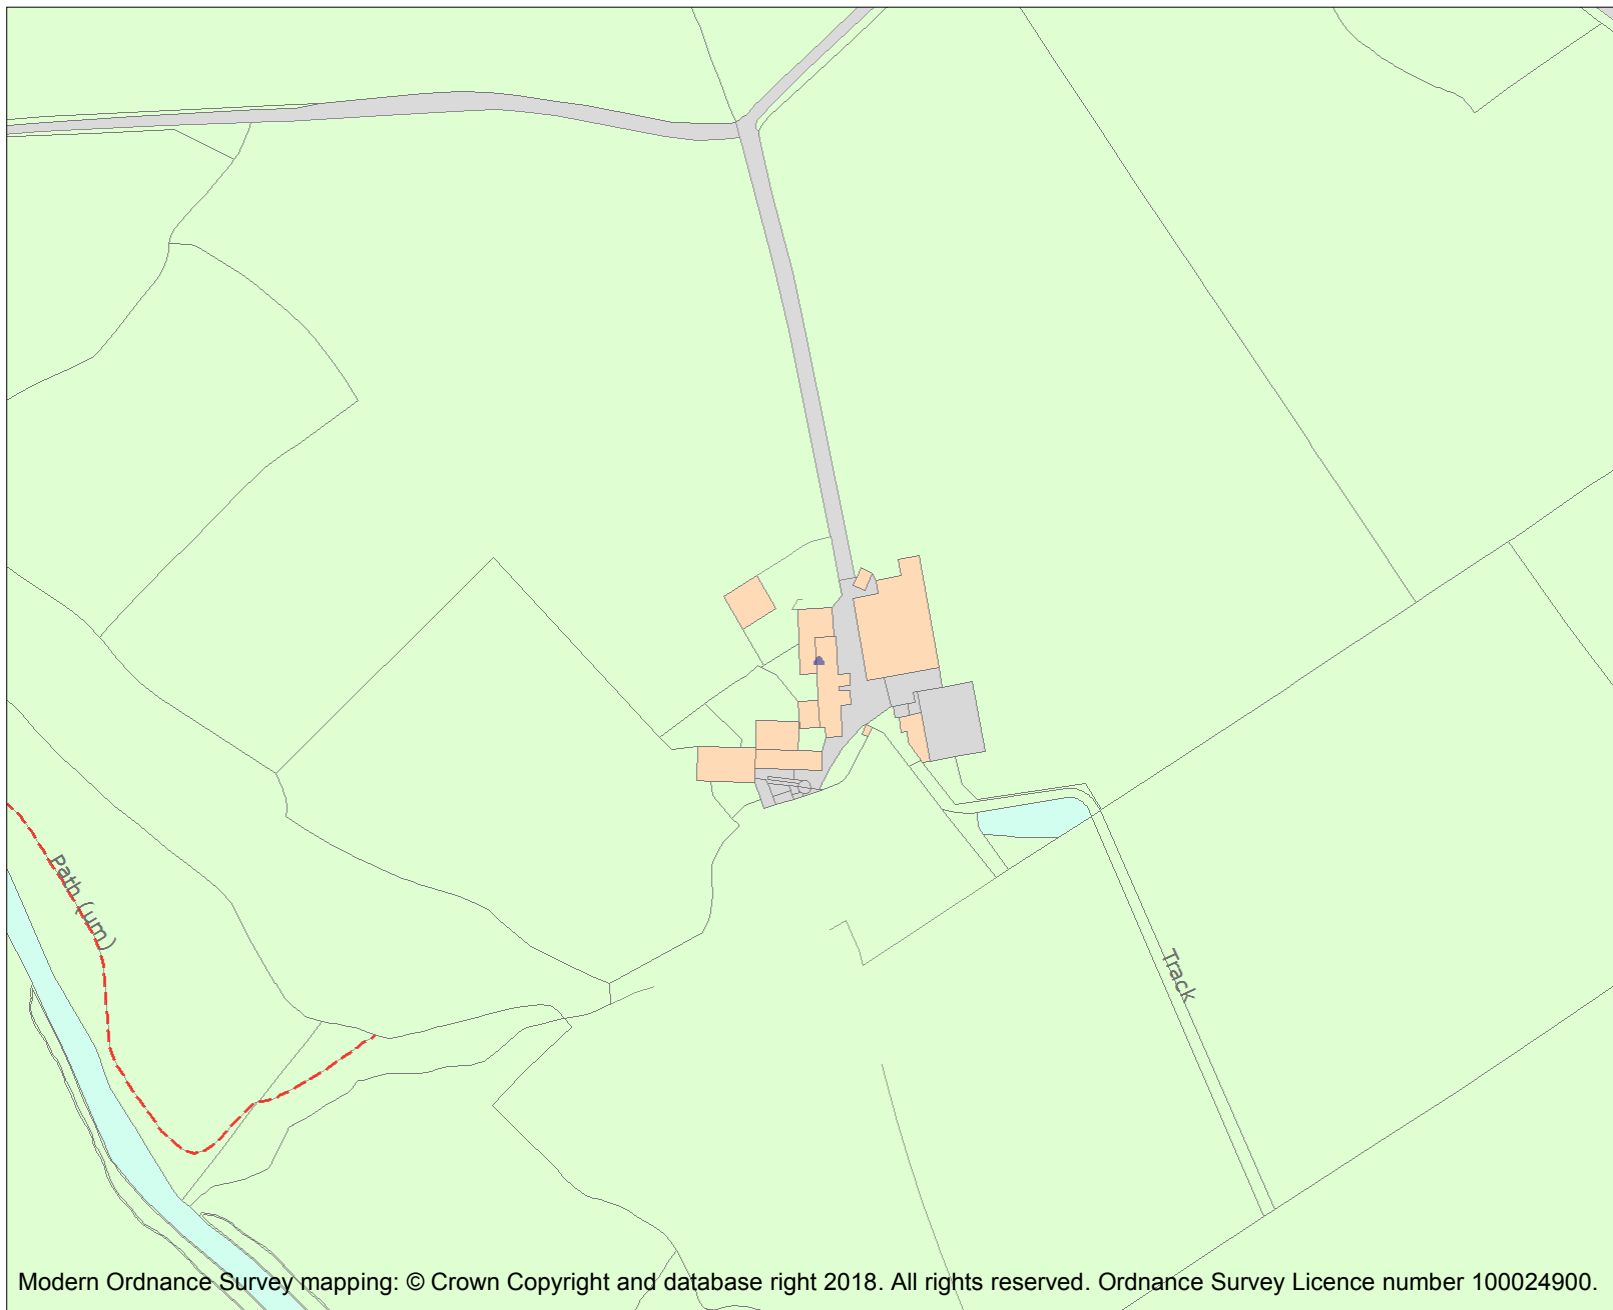 Path (um)
Track
Modern Ordnance Survey mapping: © Crown Copyright and database right 2018. All rights reserved. Ordnance Survey Licence number 100024900.